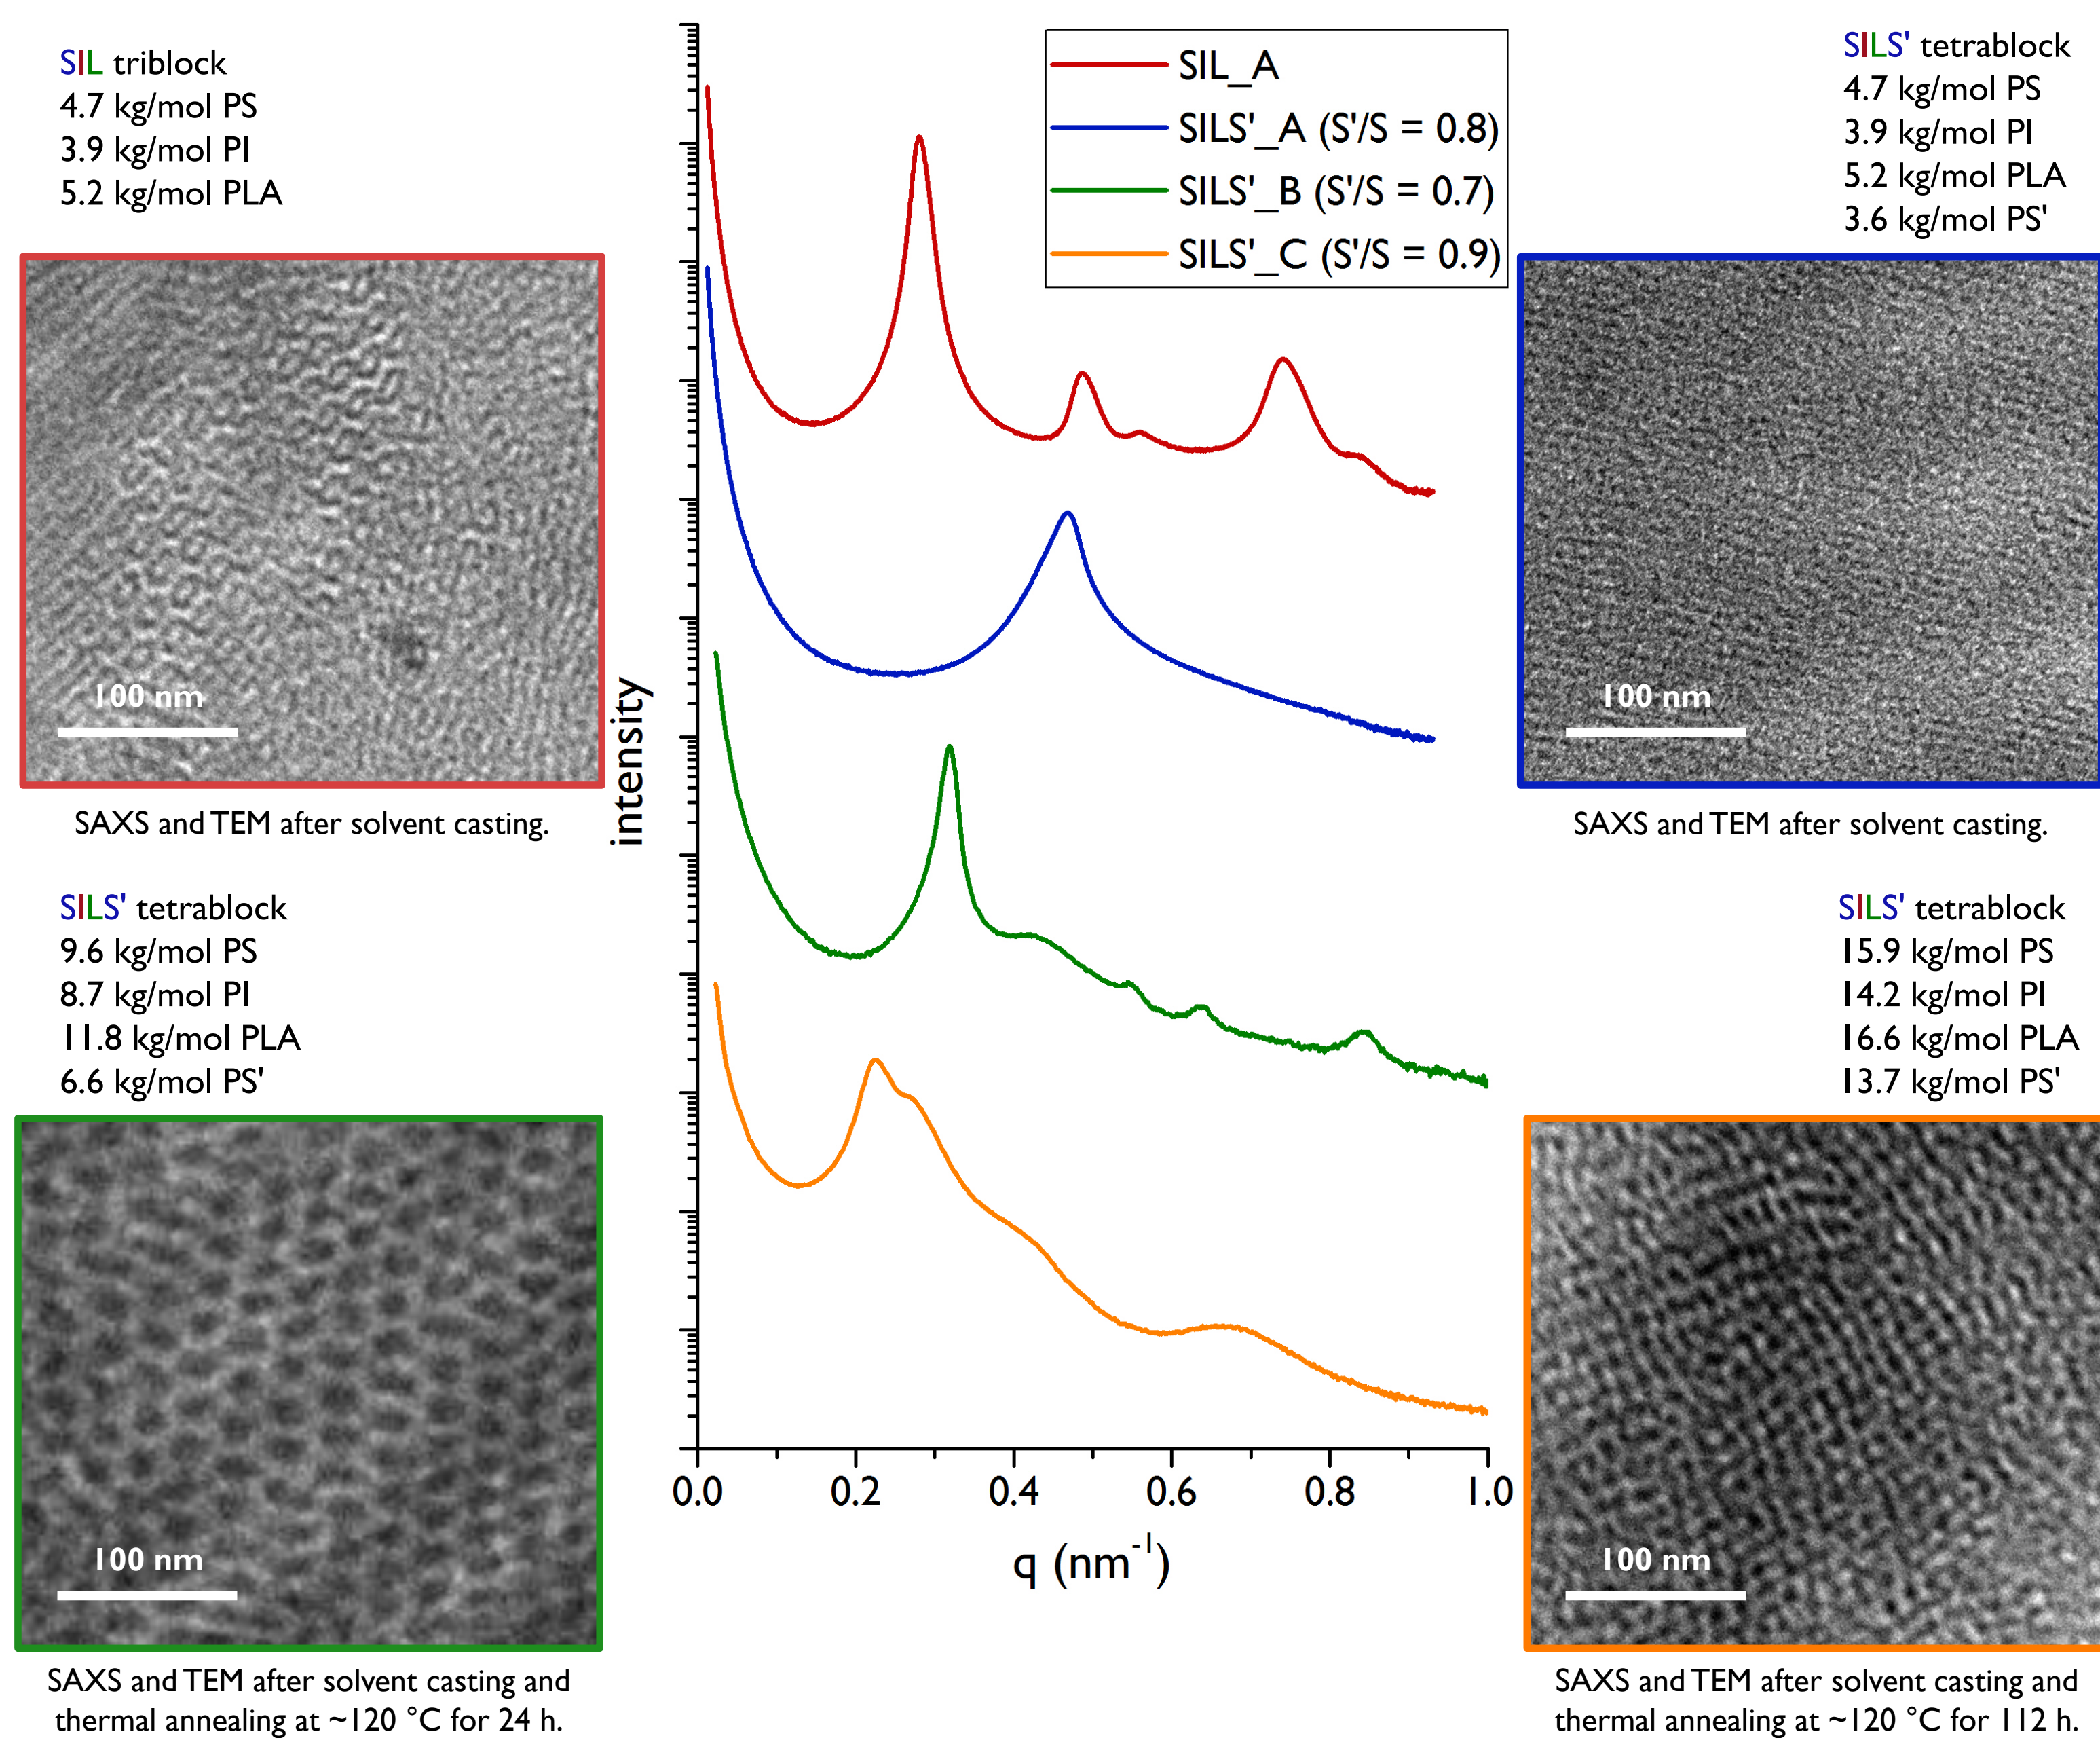 SIL triblock
4.7 kg/mol PS
3.9 kg/mol PI
5.2 kg/mol PLA
100 nm
SAXS and TEM after solvent casting.
SILS' tetrablock
9.6 kg/mol PS
8.7 kg/mol PI
11.8 kg/mol PLA
6.6 kg/mol PS'
100 nm
SAXS and TEM after solvent casting and
thermal annealing at ~120 °C for 24 h.
intensity
SIL_A
SILS'_A (S'/S = 0.8)
SILS'_B (S'/S = 0.7)
SILS'_C (S'/S = 0.9)
0.0 0.2 0.4 0.6 0.8 1.0
q (nm⁻¹)
SILS' tetrablock
4.7 kg/mol PS
3.9 kg/mol PI
5.2 kg/mol PLA
3.6 kg/mol PS'
100 nm
SAXS and TEM after solvent casting.
SILS' tetrablock
15.9 kg/mol PS
14.2 kg/mol PI
16.6 kg/mol PLA
13.7 kg/mol PS'
100 nm
SAXS and TEM after solvent casting and
thermal annealing at ~120 °C for 112 h.